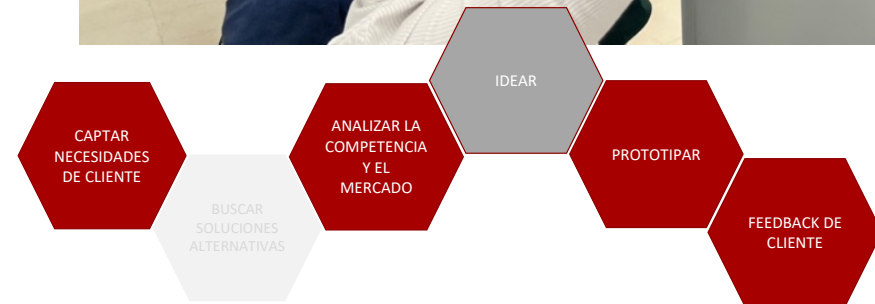 CAPTAR
NECESIDADES
DE CLIENTE
BUSCAR
SOLUCIONES
ALTERNATIVAS
ANALIZAR LA
COMPETENCIA
Y EL
MERCADO
IDEAR
PROTOTIPAR
FEEDBACK DE
CLIENTE